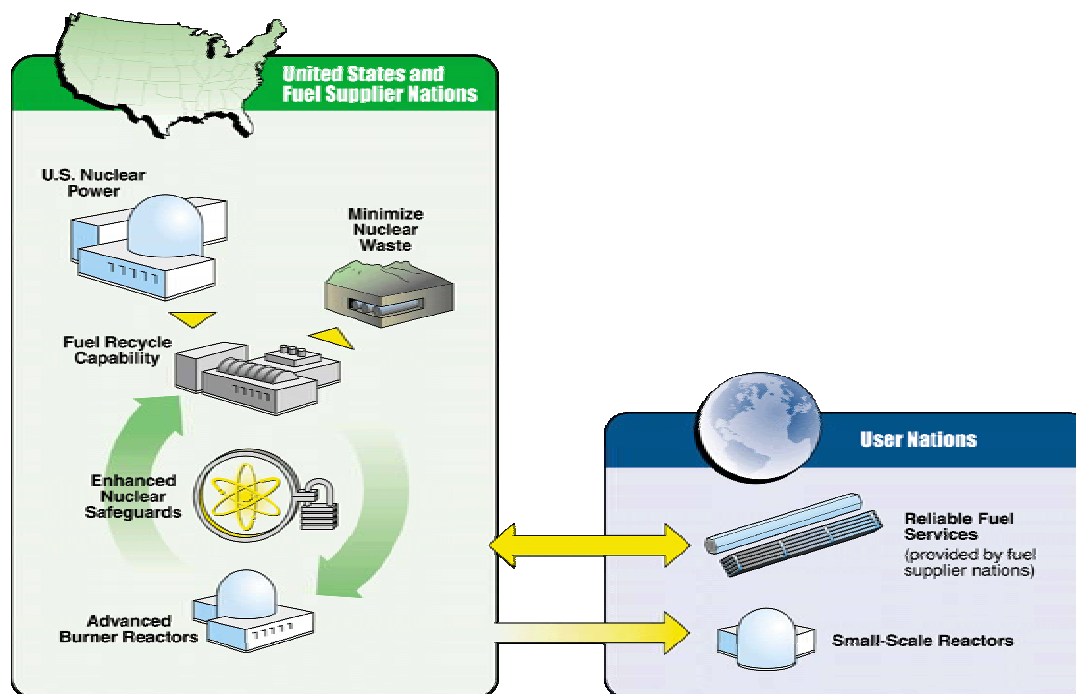 United States and
Fuel Supplier Nations
U.S. Nuclear
Power
Minimize
Nuclear
Waste
Fuel Recycle
Capability
Enhanced
Nuclear
Safeguards
Advanced
Burner Reactors
User Nations
Reliable Fuel
Services
(provided by fuel
supplier nations)
Small-Scale Reactors